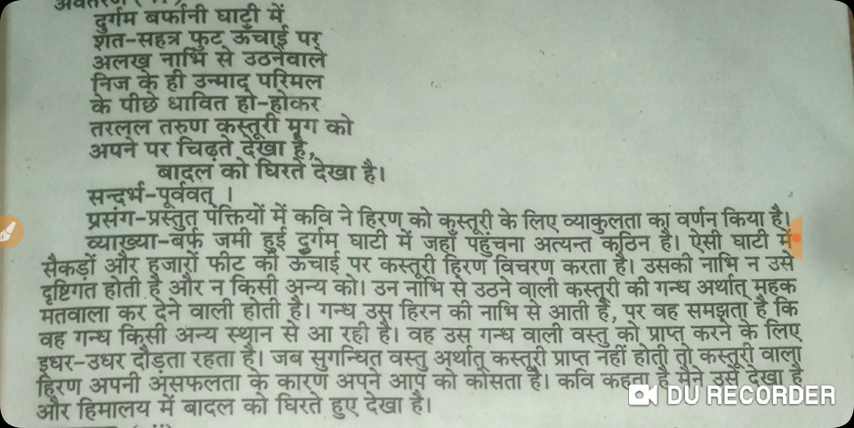 दुर्गम बर्फानी घाटी में
शत-सहत्र फुट ऊँचाई पर
अलख नाभि से उठनेवाले
निज के ही उन्माद परिमल
के पीछे धावित हो-होकर
तरलल तरुण कस्तूरी मृग को
अपने पर चिढ़ते देखा है,
बादल को घिरते देखा है।
सन्दर्भ-पूर्ववत् ।
प्रसंग-प्रस्तुत पंक्तियों में कवि ने हिरण को कस्तूरी के लिए व्याकुलता का वर्णन किया है।
व्याख्या-बर्फ जमी हुई दुर्गम घाटी में जहाँ पहुंचना अत्यन्त कठिन है। ऐसी घाटी में
सैकड़ों और हजारों फीट की ऊँचाई पर कस्तूरी हिरण विचरण करता है। उसकी नाभि न उसे
दृष्टिगत होती है और न किसी अन्य को। उन नाभि से उठने वाली कस्तूरी की गन्ध अर्थात् महक
मतवाला कर देने वाली होती है। गन्ध उस हिरन की नाभि से आती है, पर वह समझता है कि
वह गन्ध किसी अन्य स्थान से आ रही है। वह उस गन्ध वाली वस्तु को प्राप्त करने के लिए
इधर-उधर दौड़ता रहता है। जब सुगन्धित वस्तु अर्थात् कस्तूरी प्राप्त नहीं होती तो कस्तूरी वाला
हिरण अपनी असफलता के कारण अपने आप को कोसता है। कवि कहता है मैने उसे देखा है
और हिमालय में बादल को घिरते हुए देखा है।
DU RECORDER